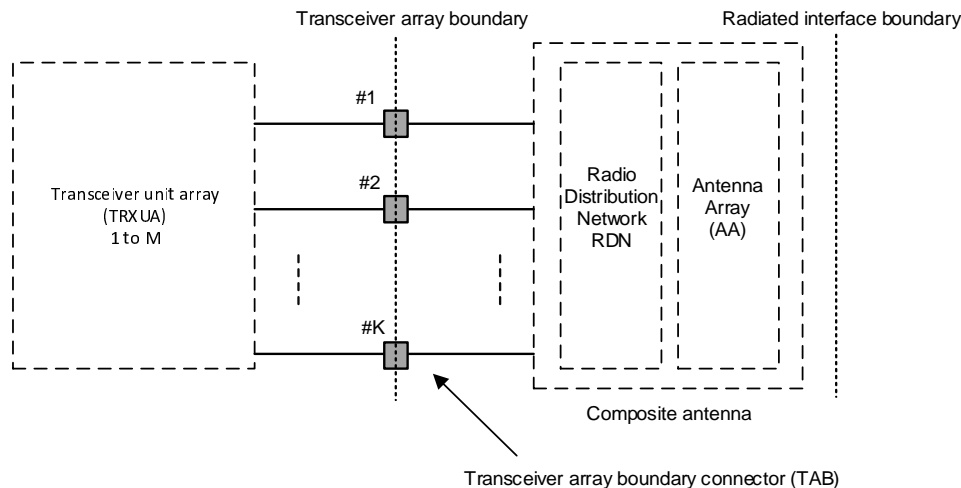 Transceiver array boundary
Radiated interface boundary
#1
#2
#K
Transceiver unit array
(TRXUA)
1 to M
Radio
Distribution
Network
RDN
Antenna
Array
(AA)
Composite antenna
Transceiver array boundary connector (TAB)